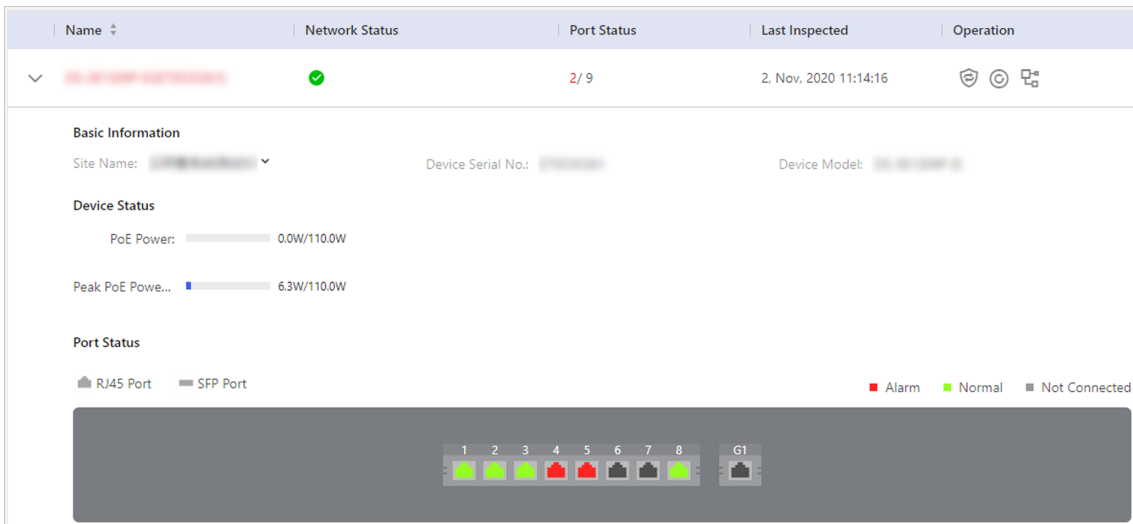 Name Network Status Port Status Last Inspected Operation
2/ 9 2, Nov, 2020 11:14:16
Basic Information
Site Name: Device Serial No.: Device Model:
Device Status
PoE Power: 0.0W/110.0W
Peak PoE Powe... 6.3W/110.0W
Port Status
RJ45 Port SFP Port
Alarm Normal Not Connected
1 2 3 4 5 6 7 8 G1